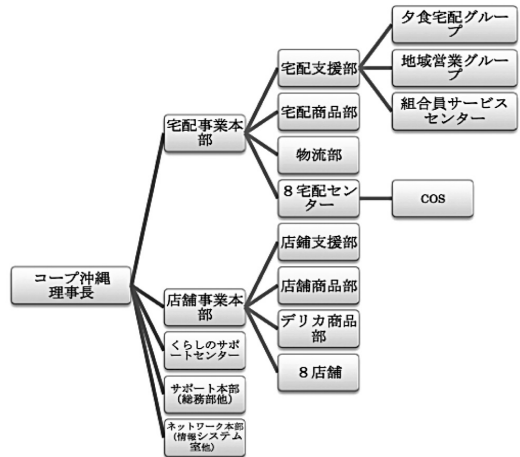 夕食宅配グルー
プ
宅配支援部
地域営業グルー
プ
組合員サービス
センター
宅配事業本
部
宅配商品部
物流部
８宅配セン
ター
COS
店舗支援部
コープ沖縄
理事長
店舗事業本
部
店舗商品部
デリカ商品
部
８店舗
くらしのサポ
ートセンター
サポート本部
（総務部他）
ネットワーク本部
（情報システム
室他）